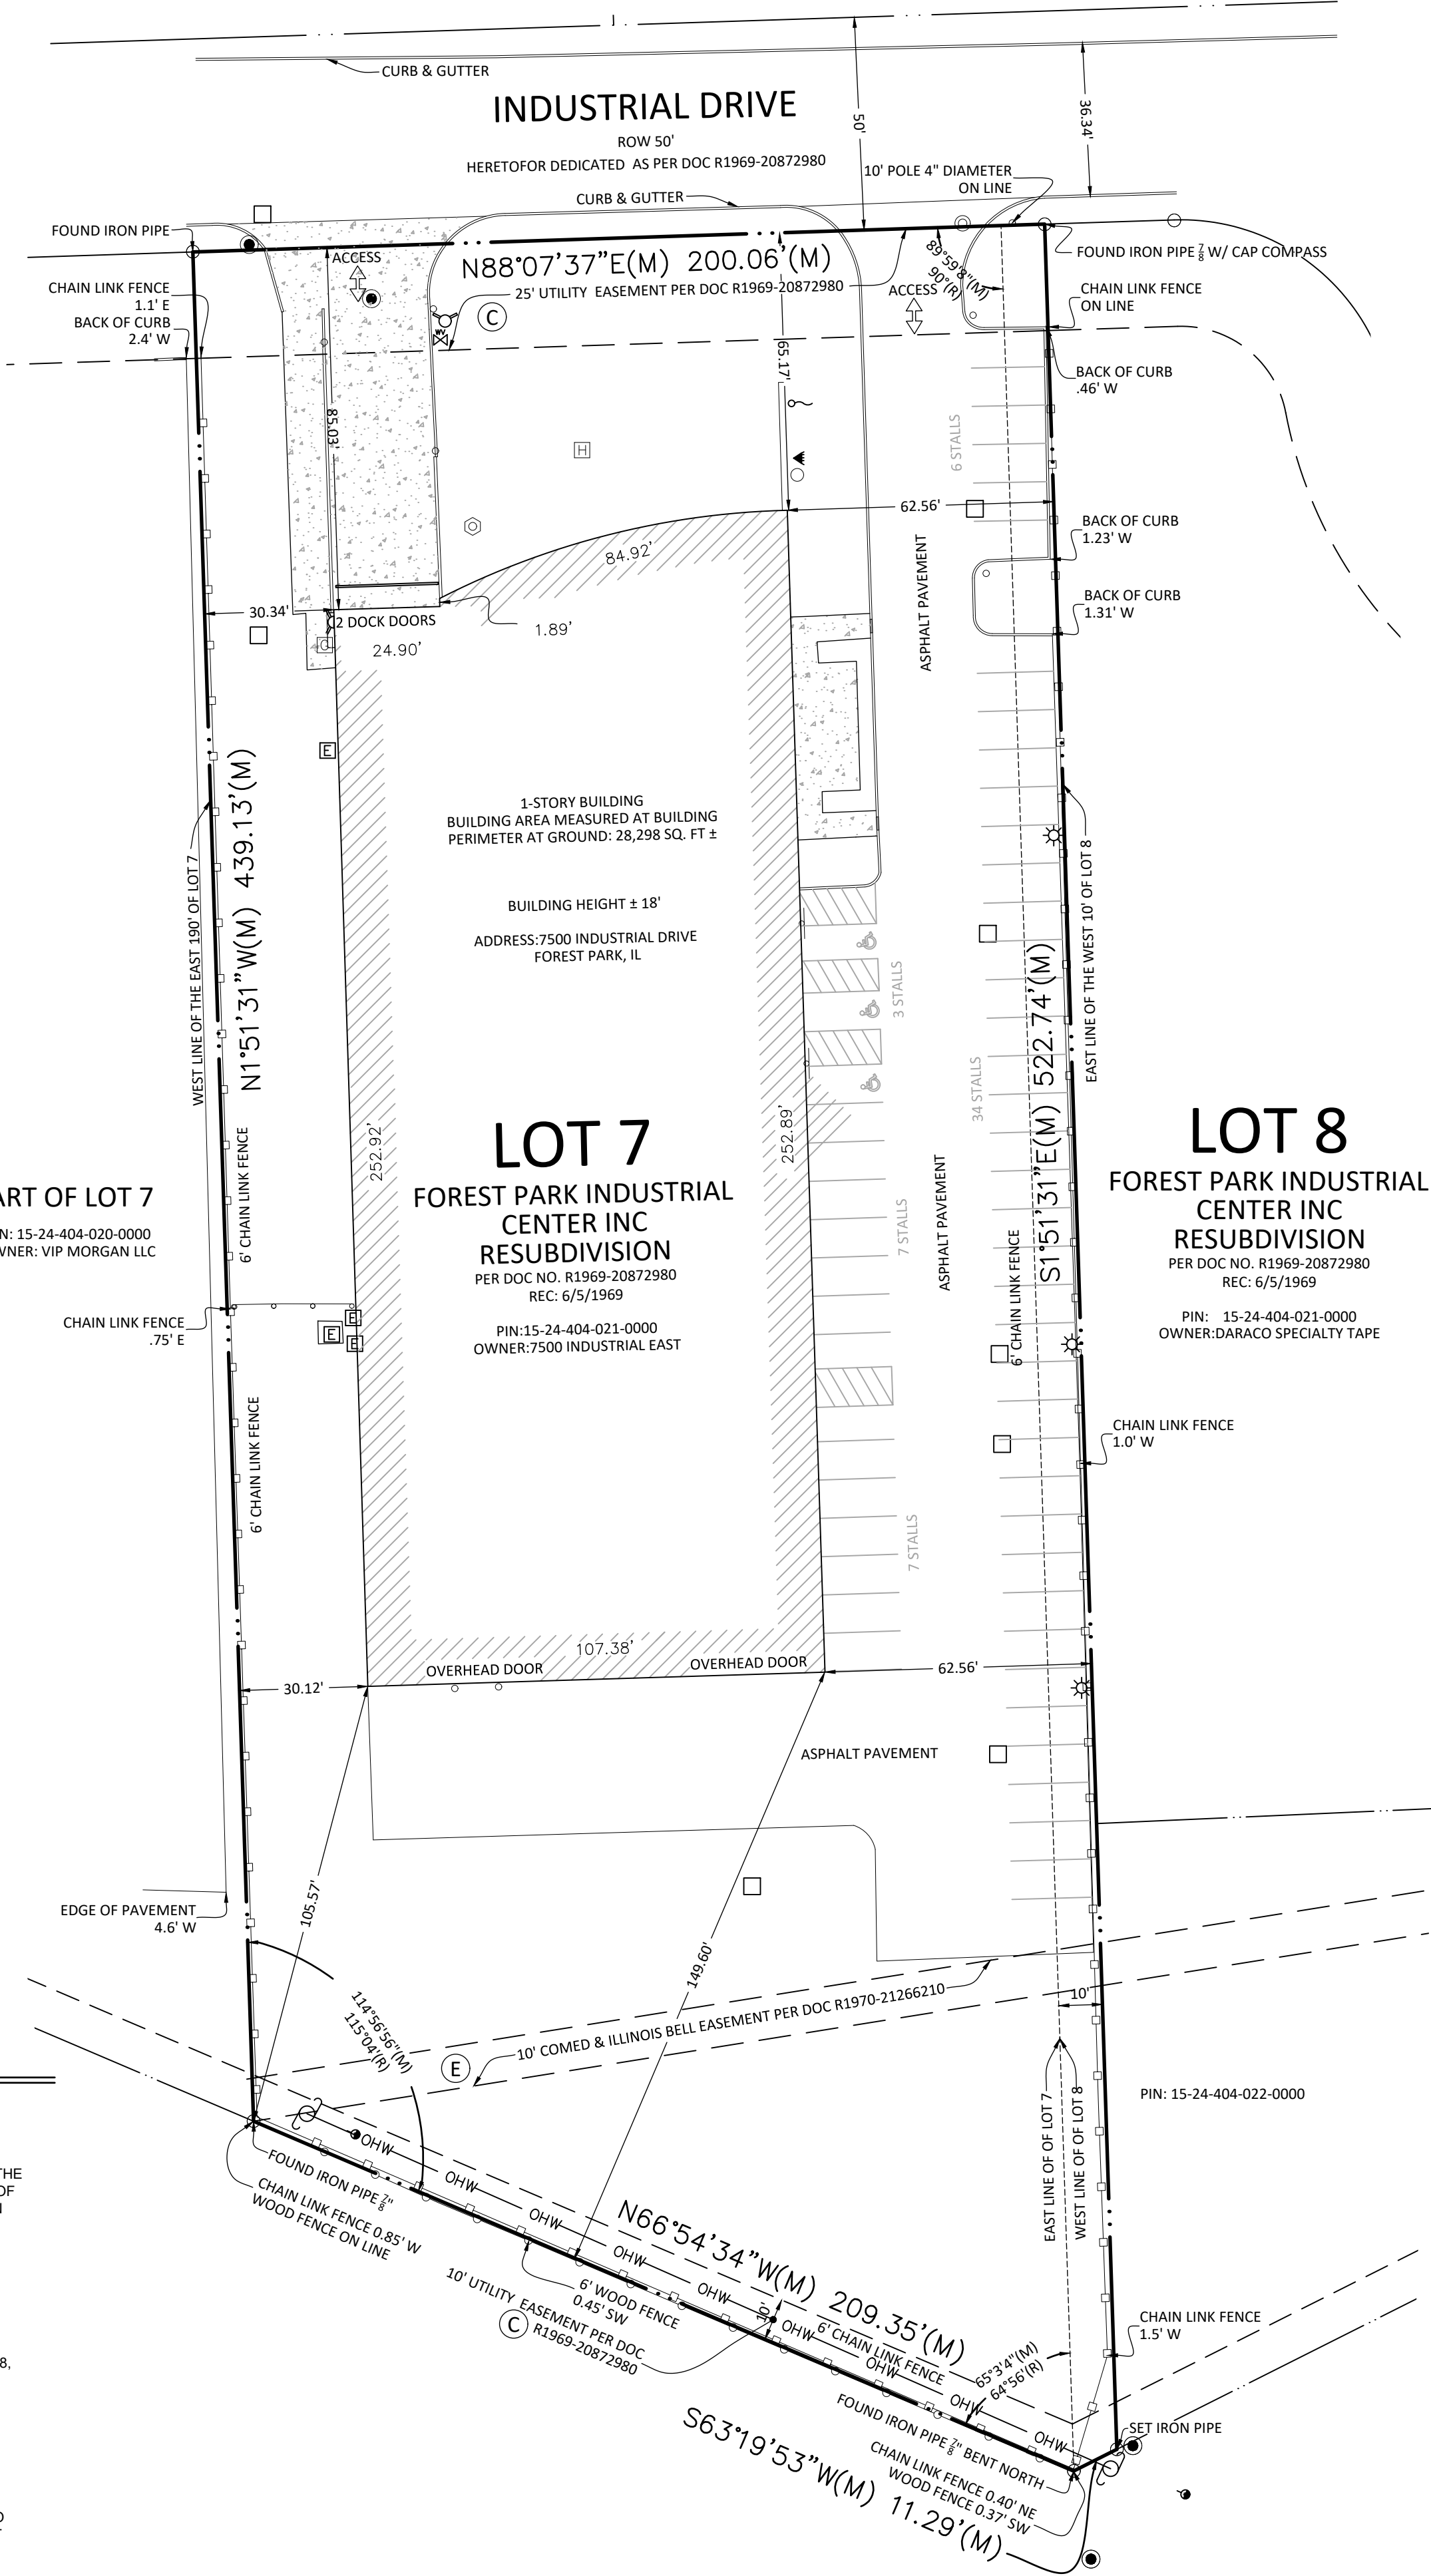 CURB & GUTTER
INDUSTRIAL DRIVE
ROW 50'
HERETOFOR DEDICATED AS PER DOC R1969-20872980
50'
36.34'
CURB & GUTTER
10' POLE 4" DIAMETER
ON LINE
FOUND IRON PIPE
FOUND IRON PIPE 7/8 W/ CAP COMPASS
ACCESS
N88°07'37"E(M) 200.06'(M)
89°59'8"(M)
90°(R)
25' UTILITY EASEMENT PER DOC R1969-20872980
C
WV
ACCESS
CHAIN LINK FENCE
1.1' E
BACK OF CURB
2.4' W
CHAIN LINK FENCE
ON LINE
BACK OF CURB
.46' W
65.17'
85.03'
6 STALLS
H
62.56'
84.92'
BACK OF CURB
1.23' W
BACK OF CURB
1.31' W
30.34'
2 DOCK DOORS
1.89'
24.90'
ASPHALT PAVEMENT
E
1-STORY BUILDING
BUILDING AREA MEASURED AT BUILDING
PERIMETER AT GROUND: 28,298 SQ. FT ±
BUILDING HEIGHT ± 18'
ADDRESS:7500 INDUSTRIAL DRIVE
FOREST PARK, IL
WEST LINE OF THE EAST 190' OF LOT 7
N1°51'31"W(M) 439.13'(M)
EAST LINE OF THE WEST 10' OF LOT 8
S1°51'31"E(M) 522.74'(M)
3 STALLS
34 STALLS
252.92'
252.89'
LOT 7
FOREST PARK INDUSTRIAL
CENTER INC
RESUBDIVISION
PER DOC NO. R1969-20872980
REC: 6/5/1969
PIN:15-24-404-021-0000
OWNER:7500 INDUSTRIAL EAST
LOT 8
FOREST PARK INDUSTRIAL
CENTER INC
RESUBDIVISION
PER DOC NO. R1969-20872980
REC: 6/5/1969
PIN: 15-24-404-021-0000
OWNER:DARACO SPECIALTY TAPE
ART OF LOT 7
N: 15-24-404-020-0000
WNER: VIP MORGAN LLC
6' CHAIN LINK FENCE
7 STALLS
ASPHALT PAVEMENT
6' CHAIN LINK FENCE
CHAIN LINK FENCE
.75' E
E
E
E
6' CHAIN LINK FENCE
CHAIN LINK FENCE
1.0' W
7 STALLS
107.38'
OVERHEAD DOOR
OVERHEAD DOOR
30.12'
62.56'
ASPHALT PAVEMENT
EDGE OF PAVEMENT
4.6' W
105.57'
149.60'
114°56'56"(M)
115°04'(R)
10' COMED & ILLINOIS BELL EASEMENT PER DOC R1970-21266210
E
10'
EAST LINE OF OF LOT 7
WEST LINE OF OF LOT 8
PIN: 15-24-404-022-0000
OHW
OHW
OHW
OHW
OHW
OHW
OHW
OHW
OHW
FOUND IRON PIPE 7/8"
CHAIN LINK FENCE 0.85' W
WOOD FENCE ON LINE
N66°54'34"W(M) 209.35'(M)
6' WOOD FENCE
0.45' SW
10' UTILITY EASEMENT PER DOC
R1969-20872980
C
10'
6' CHAIN LINK FENCE
65°3'4"(M)
64°56'(R)
CHAIN LINK FENCE
1.5' W
FOUND IRON PIPE 7/8" BENT NORTH
CHAIN LINK FENCE 0.40' NE
WOOD FENCE 0.37' SW
SET IRON PIPE
S63°19'53"W(M) 11.29'(M)
THE
OF
8,